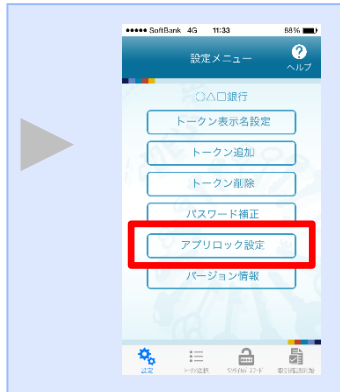 ●●●●● SoftBank 4G 11:33 88%
設定メニュー
?
ヘルプ
○△□銀行
トークン表示名設定
トークン追加
トークン削除
パスワード補正
アプリロック設定
バージョン情報
設定